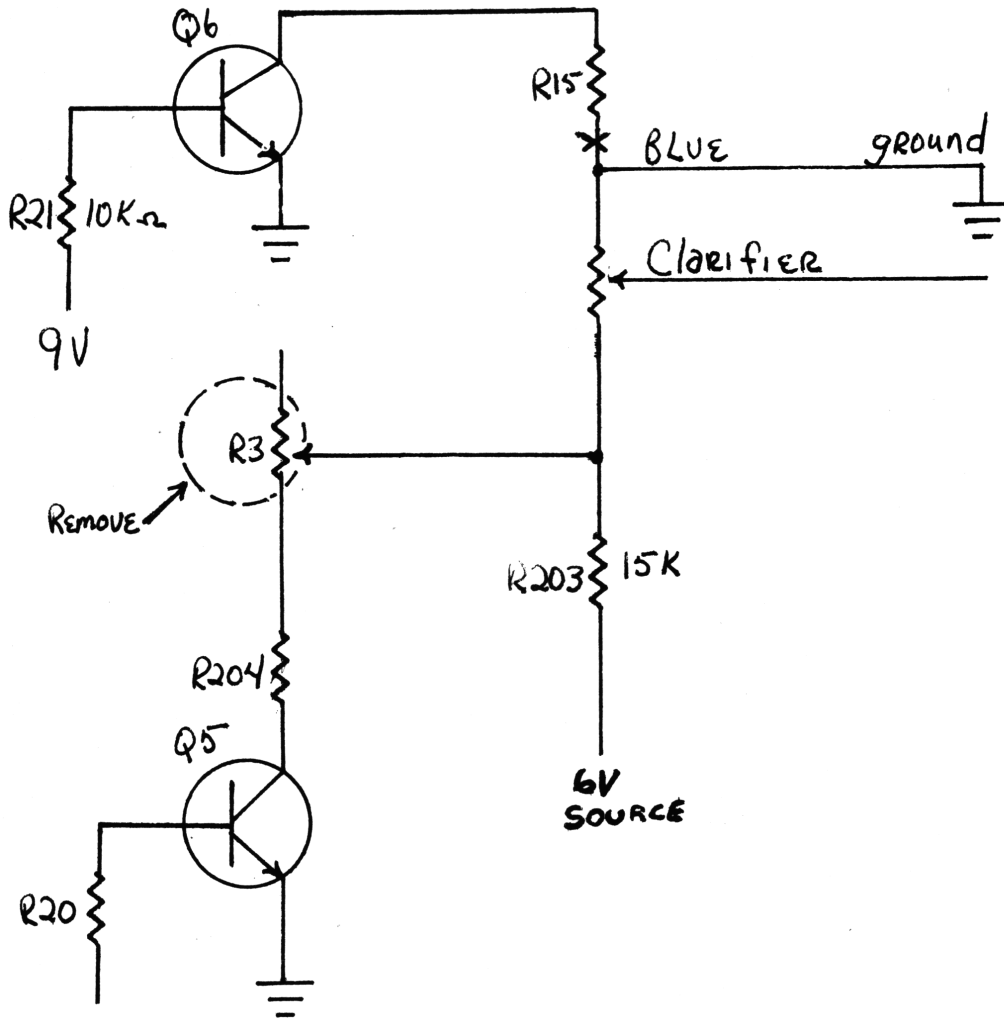 Q6
R15
BLUE
GROUND
R21
10KΩ
Clarifier
9V
R3
REMOVE
R203
15K
R204
Q5
6V
SOURCE
R20